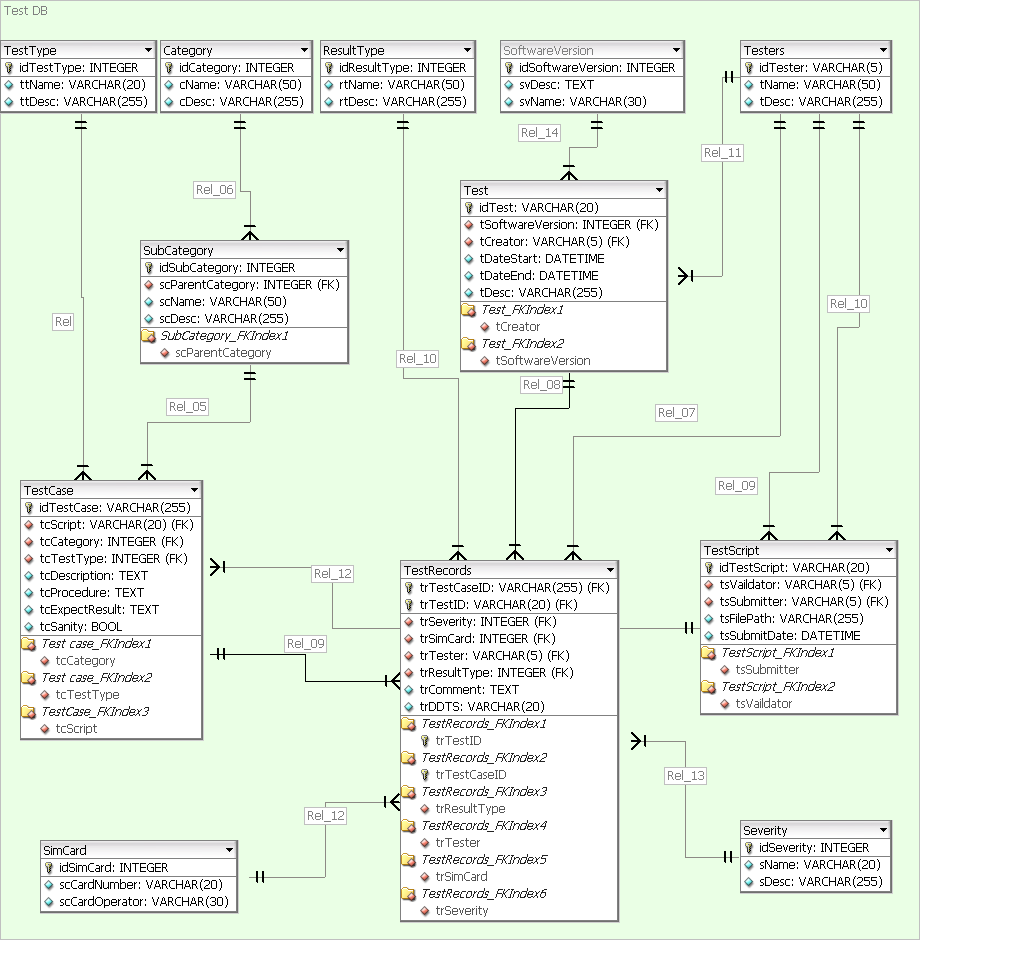 Test DB
TestType
idTestType: INTEGER
ttName: VARCHAR(20)
ttDesc: VARCHAR(255)
Category
idCategory: INTEGER
cName: VARCHAR(50)
cDesc: VARCHAR(255)
ResultType
idResultType: INTEGER
rtName: VARCHAR(50)
rtDesc: VARCHAR(255)
SoftwareVersion
idSoftwareVersion: INTEGER
svDesc: TEXT
svName: VARCHAR(30)
Testers
idTester: VARCHAR(5)
tName: VARCHAR(50)
tDesc: VARCHAR(255)
Rel_14
Rel_11
Rel_06
Test
idTest: VARCHAR(20)
tSoftwareVersion: INTEGER (FK)
tCreator: VARCHAR(5) (FK)
tDateStart: DATETIME
tDateEnd: DATETIME
tDesc: VARCHAR(255)
Test_FKIndex1
tCreator
Test_FKIndex2
tSoftwareVersion
SubCategory
idSubCategory: INTEGER
scParentCategory: INTEGER (FK)
scName: VARCHAR(50)
scDesc: VARCHAR(255)
SubCategory_FKIndex1
scParentCategory
Rel
Rel_10
Rel_10
Rel_08
Rel_05
Rel_07
Rel_09
TestCase
idTestCase: VARCHAR(255)
tcScript: VARCHAR(20) (FK)
tcCategory: INTEGER (FK)
tcTestType: INTEGER (FK)
tcDescription: TEXT
tcProcedure: TEXT
tcExpectResult: TEXT
tcSanity: BOOL
Test case_FKIndex1
tcCategory
Test case_FKIndex2
tcTestType
TestCase_FKIndex3
tcScript
Rel_12
Rel_09
TestRecords
trTestCaseID: VARCHAR(255) (FK)
trTestID: VARCHAR(20) (FK)
trSeverity: INTEGER (FK)
trSimCard: INTEGER (FK)
trTester: VARCHAR(5) (FK)
trResultType: INTEGER (FK)
trComment: TEXT
trDDTS: VARCHAR(20)
TestRecords_FKIndex1
trTestID
TestRecords_FKIndex2
trTestCaseID
TestRecords_FKIndex3
trResultType
TestRecords_FKIndex4
trTester
TestRecords_FKIndex5
trSimCard
TestRecords_FKIndex6
trSeverity
TestScript
idTestScript: VARCHAR(20)
tsVaildator: VARCHAR(5) (FK)
tsSubmitter: VARCHAR(5) (FK)
tsFilePath: VARCHAR(255)
tsSubmitDate: DATETIME
TestScript_FKIndex1
tsSubmitter
TestScript_FKIndex2
tsVaildator
Rel_13
Rel_12
SimCard
idSimCard: INTEGER
scCardNumber: VARCHAR(20)
scCardOperator: VARCHAR(30)
Severity
idSeverity: INTEGER
sName: VARCHAR(20)
sDesc: VARCHAR(255)